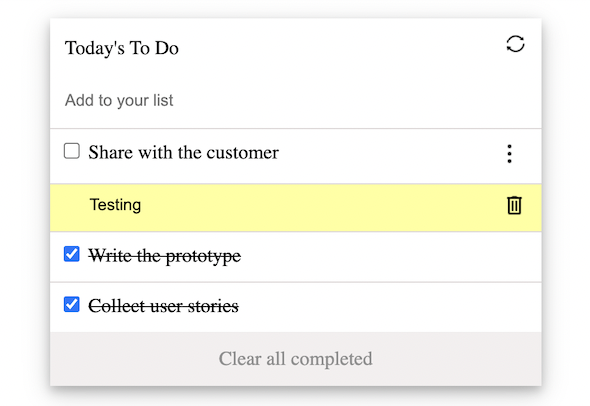 Today's To Do
Add to your list
Share with the customer
Testing
Write the prototype
Collect user stories
Clear all completed